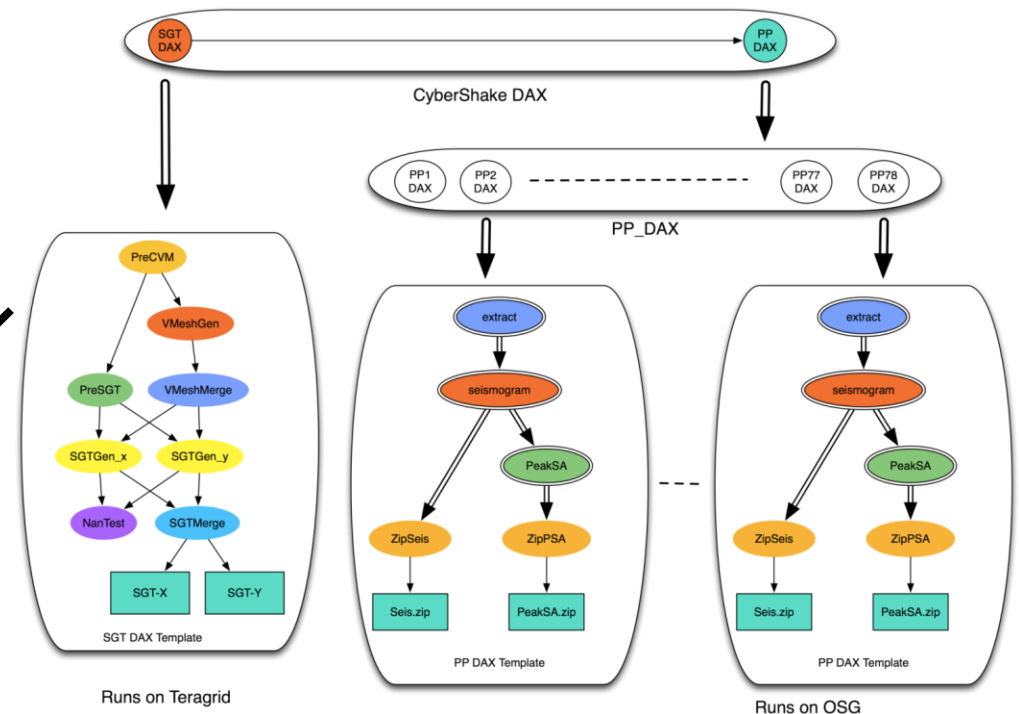 SGT
DAX
PP
DAX
CyberShake DAX
PP1
DAX
PP2
DAX
PP77
DAX
PP78
DAX
PP_DAX
PreCVM
VMeshGen
PreSGT
VMeshMerge
SGTGen_x
SGTGen_y
NanTest
SGTMerge
SGT-X
SGT-Y
SGT DAX Template
Runs on Teragrid
extract
seismogram
PeakSA
ZipSeis
ZipPSA
Seis.zip
PeakSA.zip
PP DAX Template
extract
seismogram
PeakSA
ZipSeis
ZipPSA
Seis.zip
PeakSA.zip
PP DAX Template
Runs on OSG